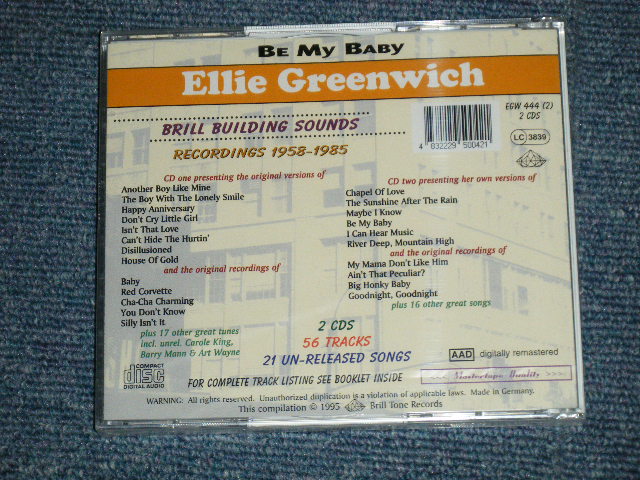 BE MY BABY
Ellie Greenwich
EGW 444 (2)
2 CDS
BRILL BUILDING SOUNDS
RECORDINGS 1958-1985
4 832229 500421
LC 3839
CD one presenting the original versions of
Another Boy Like Mine
The Boy With The Lonely Smile
Happy Anniversary
Don't Cry Little Girl
Isn't That Love
Can't Hide The Hurtin'
Disillusioned
House Of Gold
and the original recordings of
Baby
Red Corvette
Cha-Cha Charming
You Don't Know
Silly Isn't It
plus 17 other great tunes
incl. unrel. Carole King,
Barry Mann & Art Wayne
CD two presenting her own versions of
Chapel Of Love
The Sunshine After The Rain
Maybe I Know
Be My Baby
I Can Hear Music
River Deep, Mountain High
and the original recordings of
My Mama Don't Like Him
Ain't That Peculiar?
Big Honky Baby
Goodnight, Goodnight
plus 16 other great songs
2 CDS
56 TRACKS
21 UN-RELEASED SONGS
COMPACT
disc
DIGITAL AUDIO
FOR COMPLETE TRACK LISTING SEE BOOKLET INSIDE
AAD digitally remastered
Mastertape Quality
WARNING: All rights reserved. Unauthorized duplication is a violation of applicable laws. Made in Germany.
This compilation © 1995 Brill Tone Records